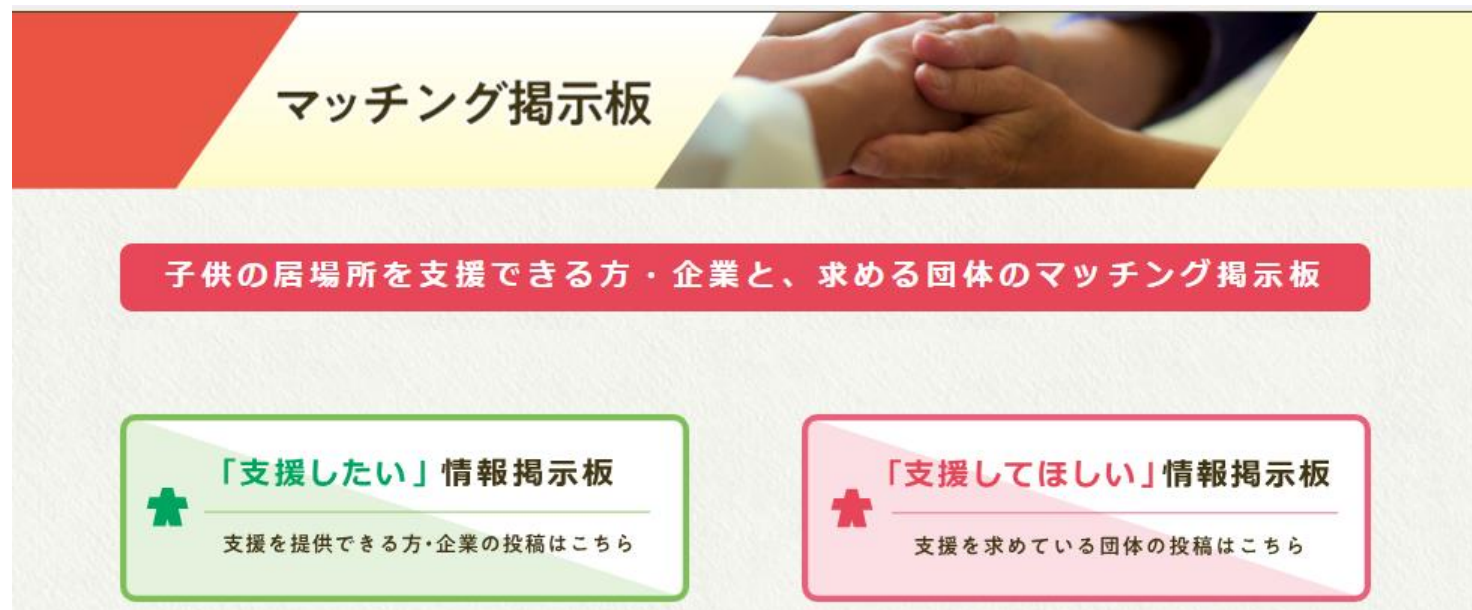 マッチング掲示板
子供の居場所を支援できる方・企業と、求める団体のマッチング掲示板
「支援したい」情報掲示板
支援を提供できる方・企業の投稿はこちら
「支援してほしい」情報掲示板
支援を求めている団体の投稿はこちら